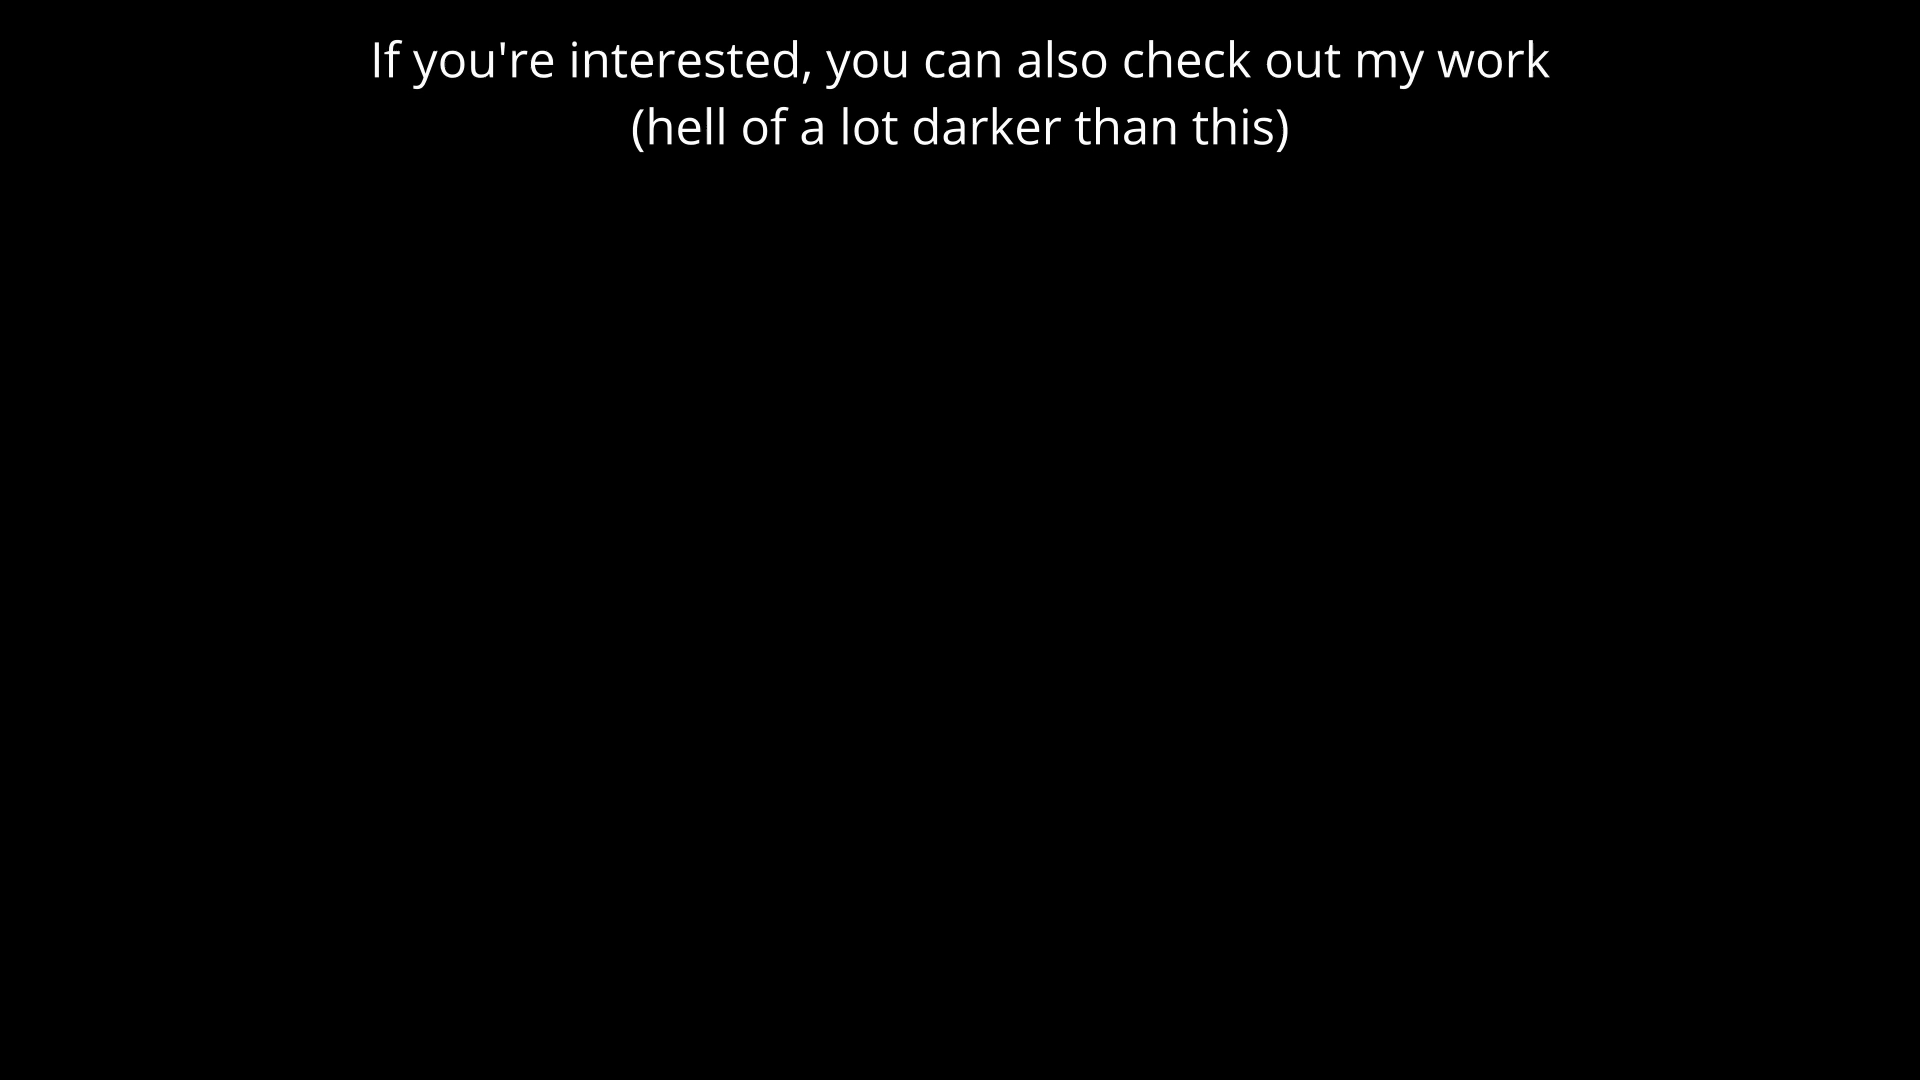 If you're interested, you can also check out my work
(hell of a lot darker than this)